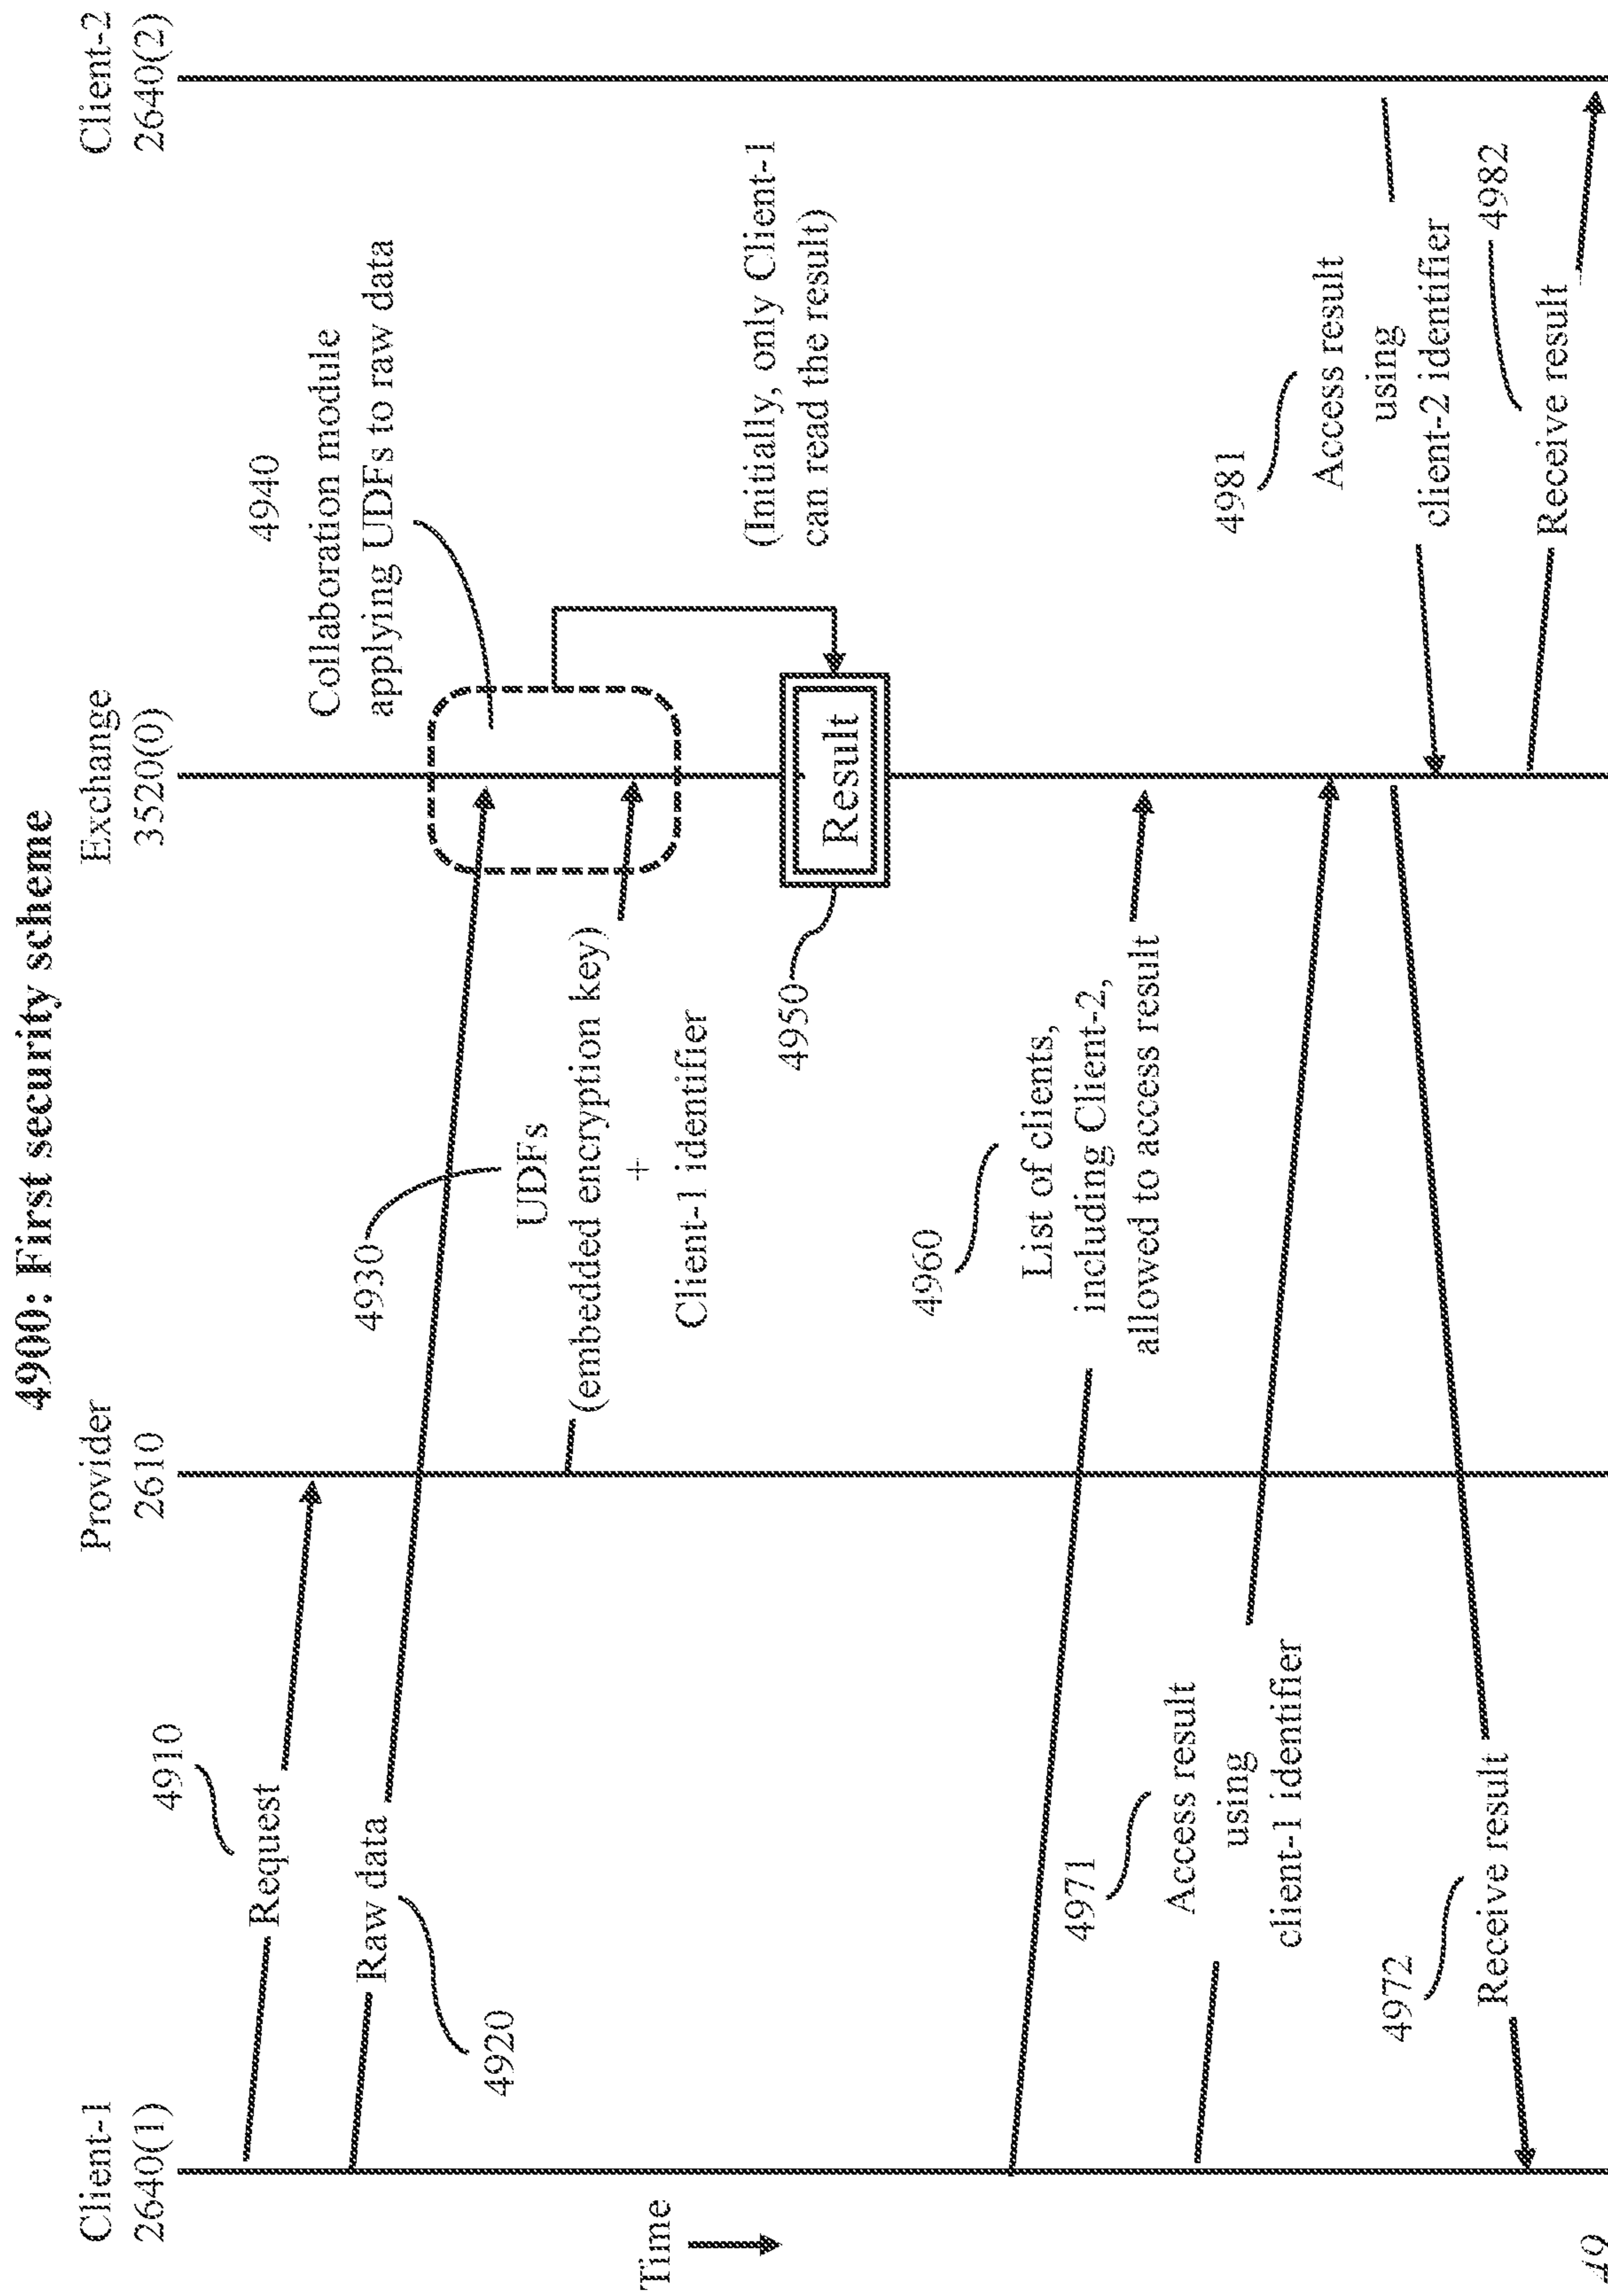 4900: First security scheme
Client-1
2640(1)
Provider
2610
Exchange
3520(0)
Client-2
2640(2)
4910
Request
Raw data
4920
4930
UDFs
(embedded encryption key)
+
Client-1 identifier
4940
Collaboration module
applying UDFs to raw data
Time
Result
4950
(Initially, only Client-1
can read the result)
4960
List of clients,
including Client-2,
allowed to access result
4971
Access result
using
client-1 identifier
4972
Receive result
4981
Access result
using
client-2 identifier
4982
Receive result
49